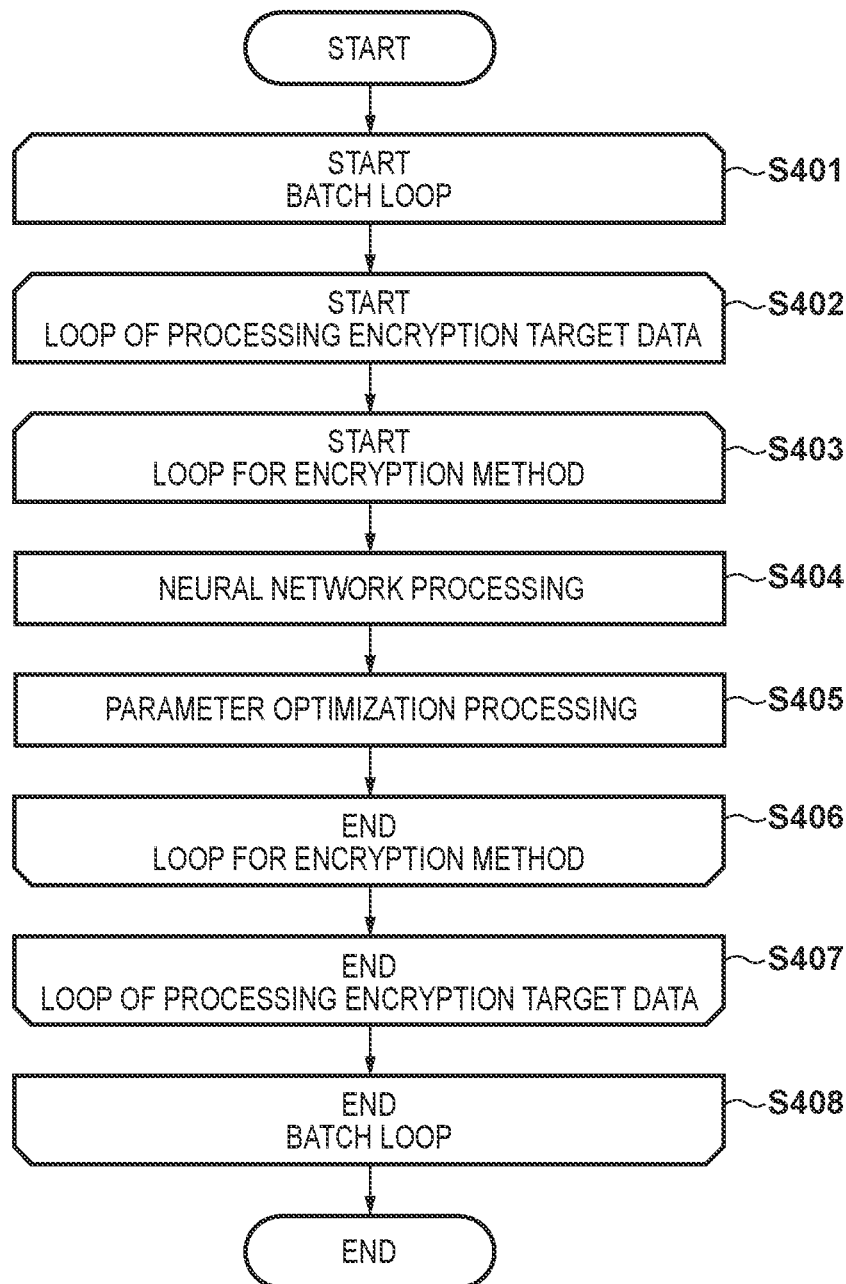 START
START
BATCH LOOP
S401
START
LOOP OF PROCESSING ENCRYPTION TARGET DATA
S402
START
LOOP FOR ENCRYPTION METHOD
S403
NEURAL NETWORK PROCESSING
S404
PARAMETER OPTIMIZATION PROCESSING
S405
END
LOOP FOR ENCRYPTION METHOD
S406
END
LOOP OF PROCESSING ENCRYPTION TARGET DATA
S407
END
BATCH LOOP
S408
END